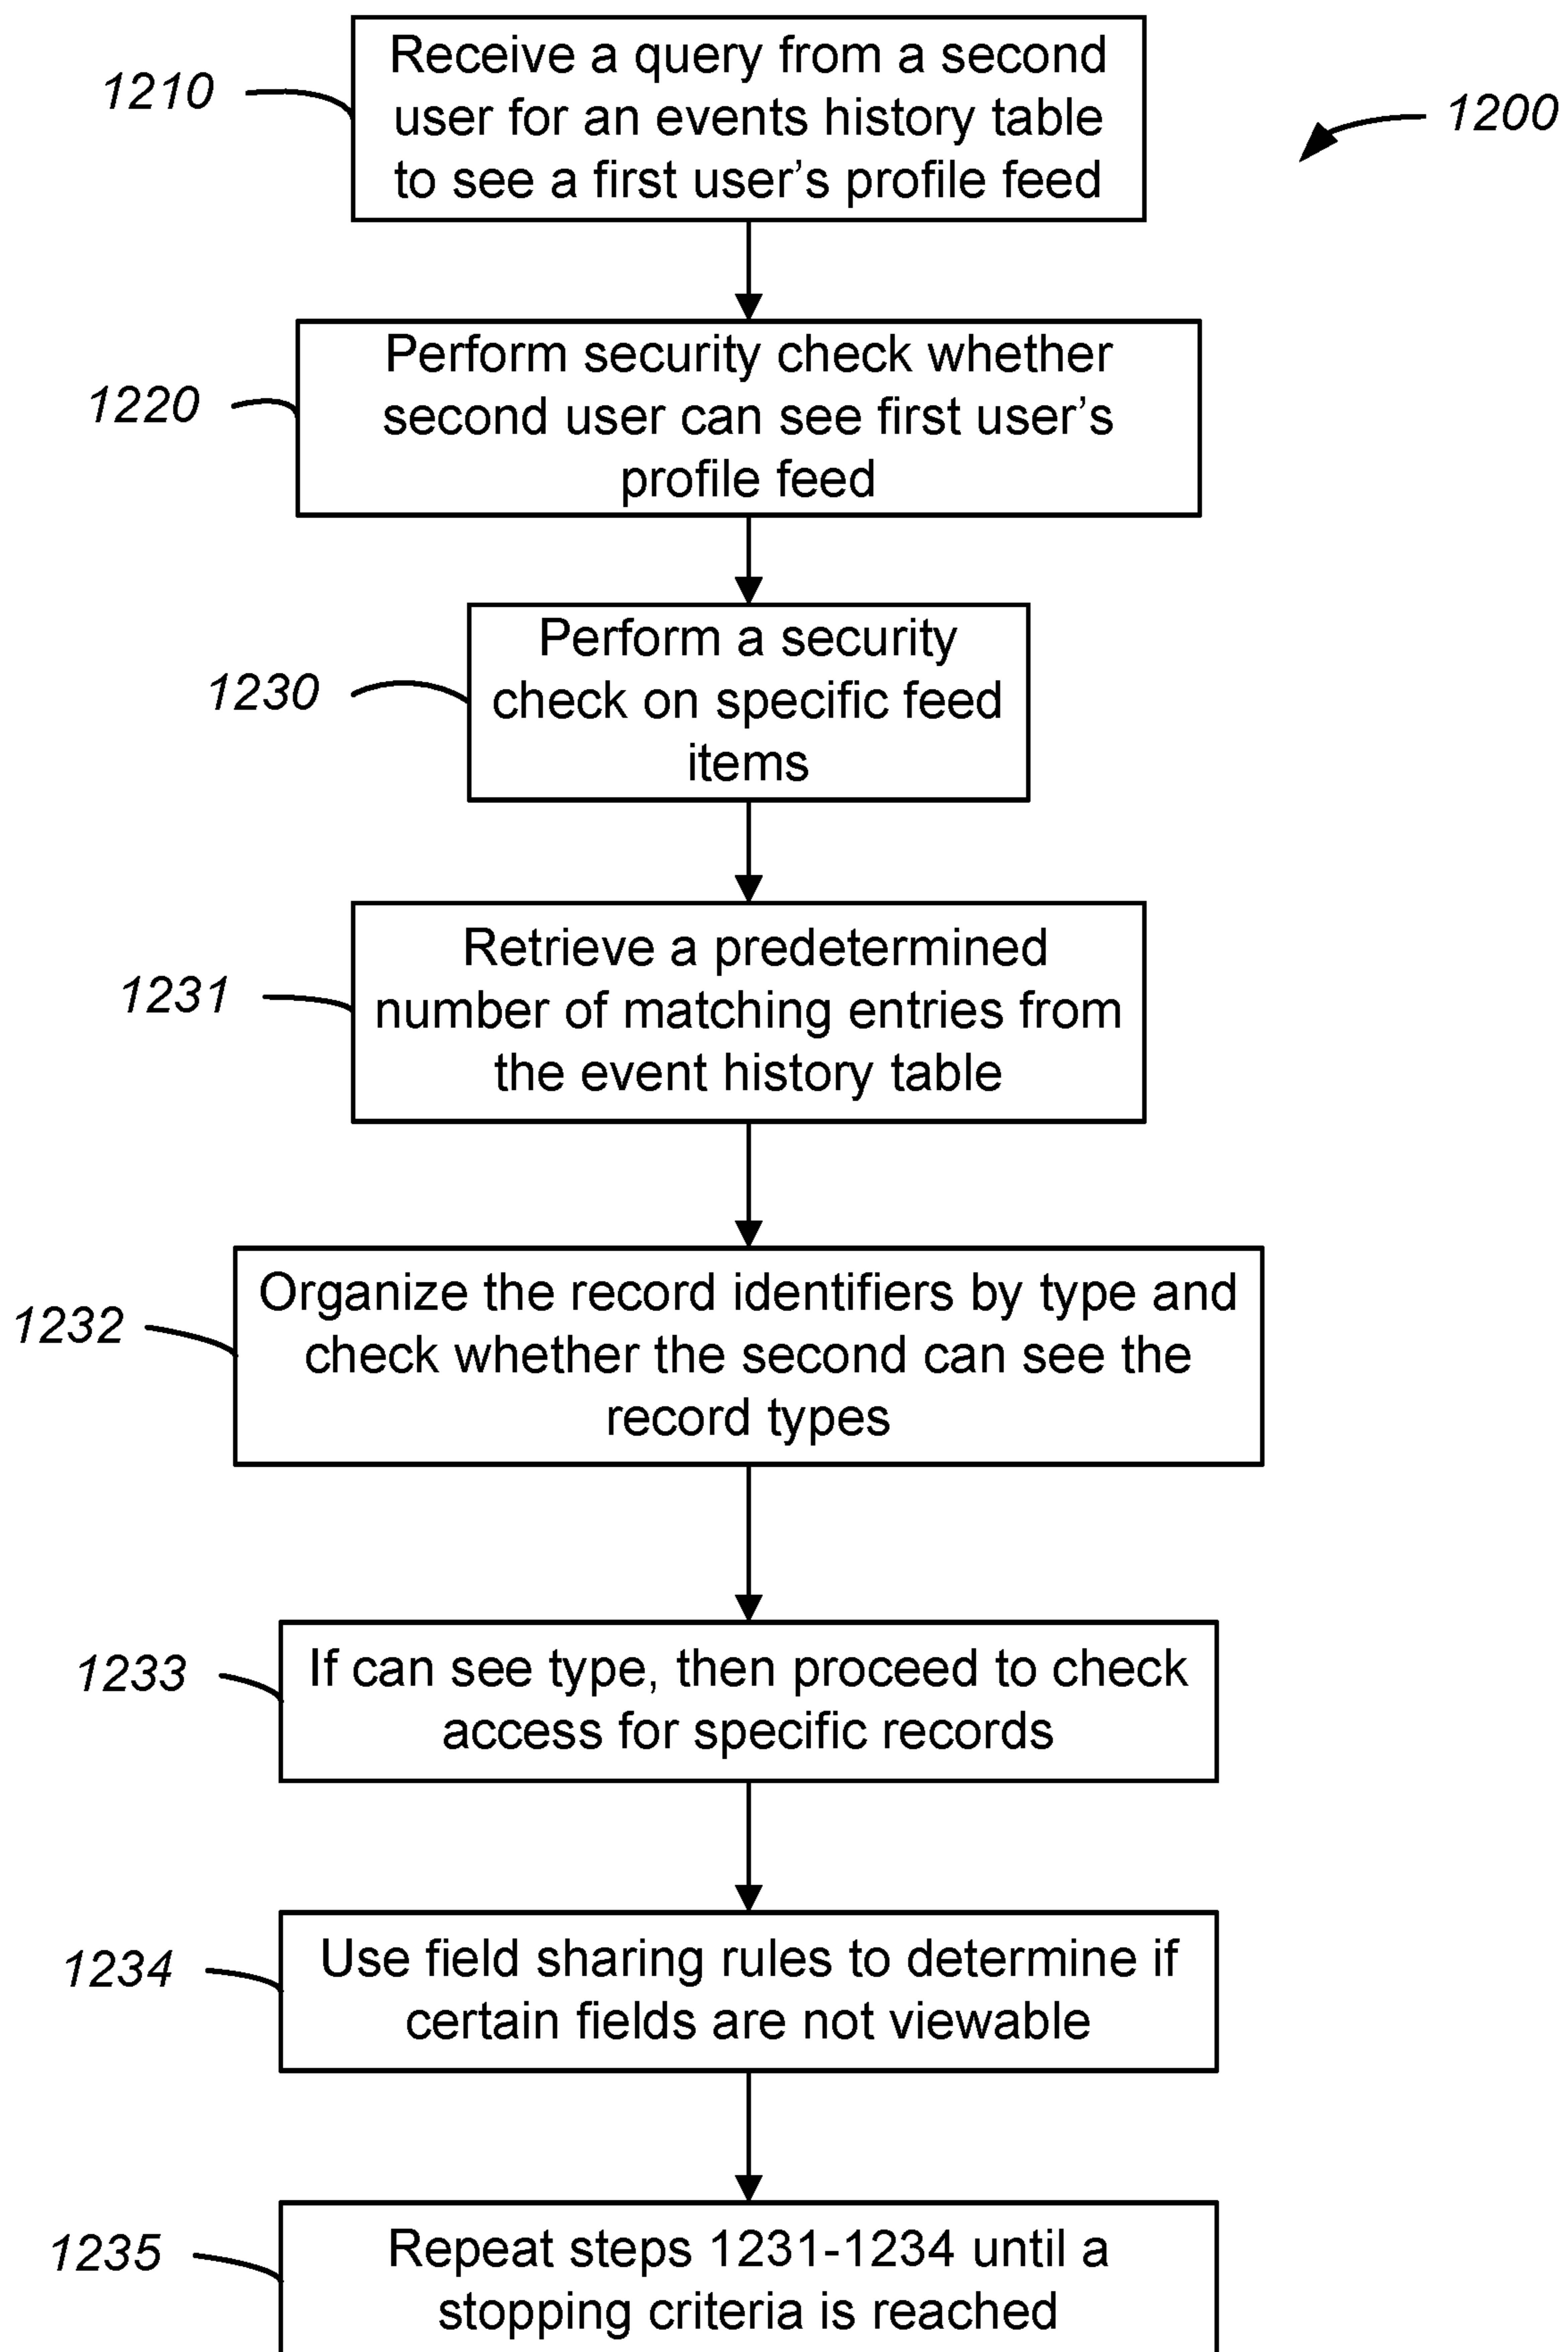 1200
1210
Receive a query from a second
user for an events history table
to see a first user's profile feed
1220
Perform security check whether
second user can see first user's
profile feed
1230
Perform a security
check on specific feed
items
1231
Retrieve a predetermined
number of matching entries from
the event history table
1232
Organize the record identifiers by type and
check whether the second can see the
record types
1233
If can see type, then proceed to check
access for specific records
1234
Use field sharing rules to determine if
certain fields are not viewable
1235
Repeat steps 1231-1234 until a
stopping criteria is reached